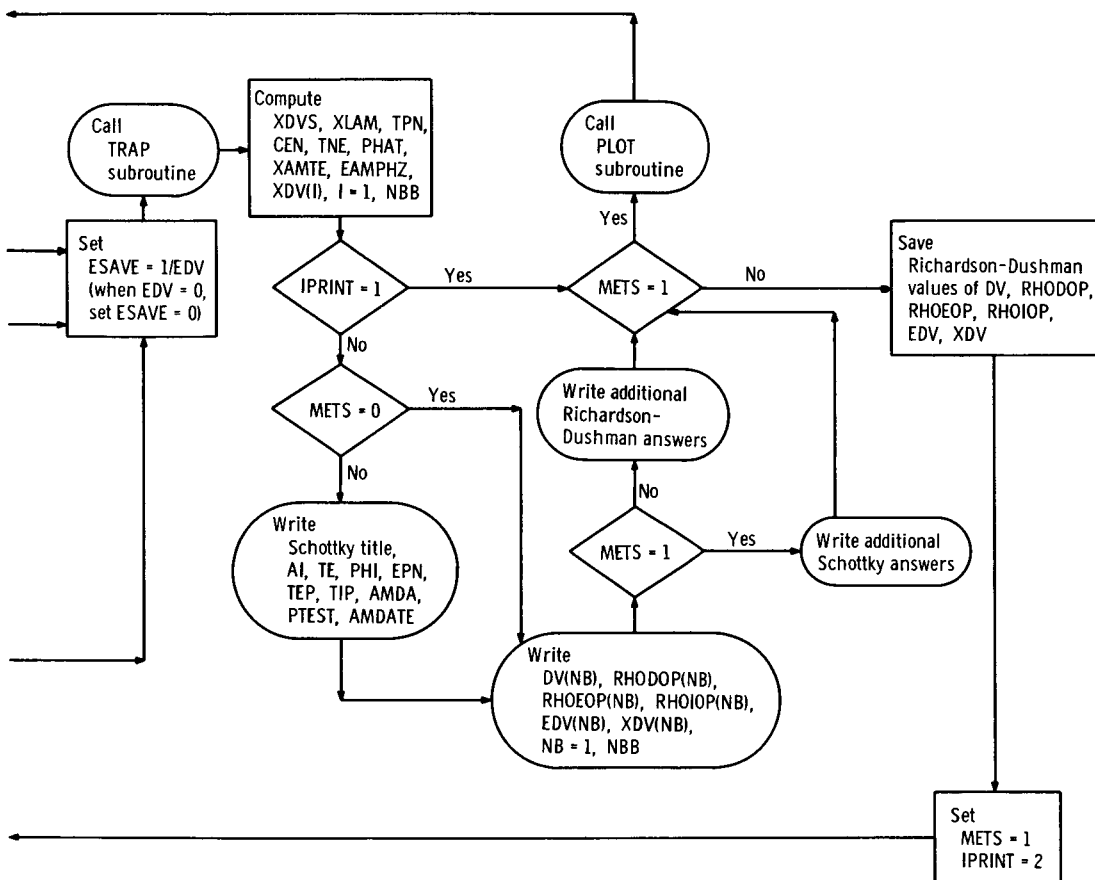 Call
TRAP
subroutine
Compute
XDVS, XLAM, TPN,
CEN, TNE, PHAT,
XAMTE, EAMPHZ,
XDV(I), I = 1, NBB
Call
PLOT
subroutine
Set
ESAVE = 1/EDV
(when EDV = 0,
set ESAVE = 0)
IPRINT = 1
Yes
No
METS = 1
Yes
No
Save
Richardson-Dushman
values of DV, RHODOP,
RHOEOP, RHOIOP,
EDV, XDV
METS = 0
Yes
No
Write additional
Richardson-
Dushman answers
No
METS = 1
Yes
Write additional
Schottky answers
Write
Schottky title,
AI, TE, PHI, EPN,
TEP, TIP, AMDA,
PTEST, AMDATE
Write
DV(NB), RHODOP(NB),
RHOEOP(NB), RHOIOP(NB),
EDV(NB), XDV(NB),
NB = 1, NBB
Set
METS = 1
IPRINT = 2